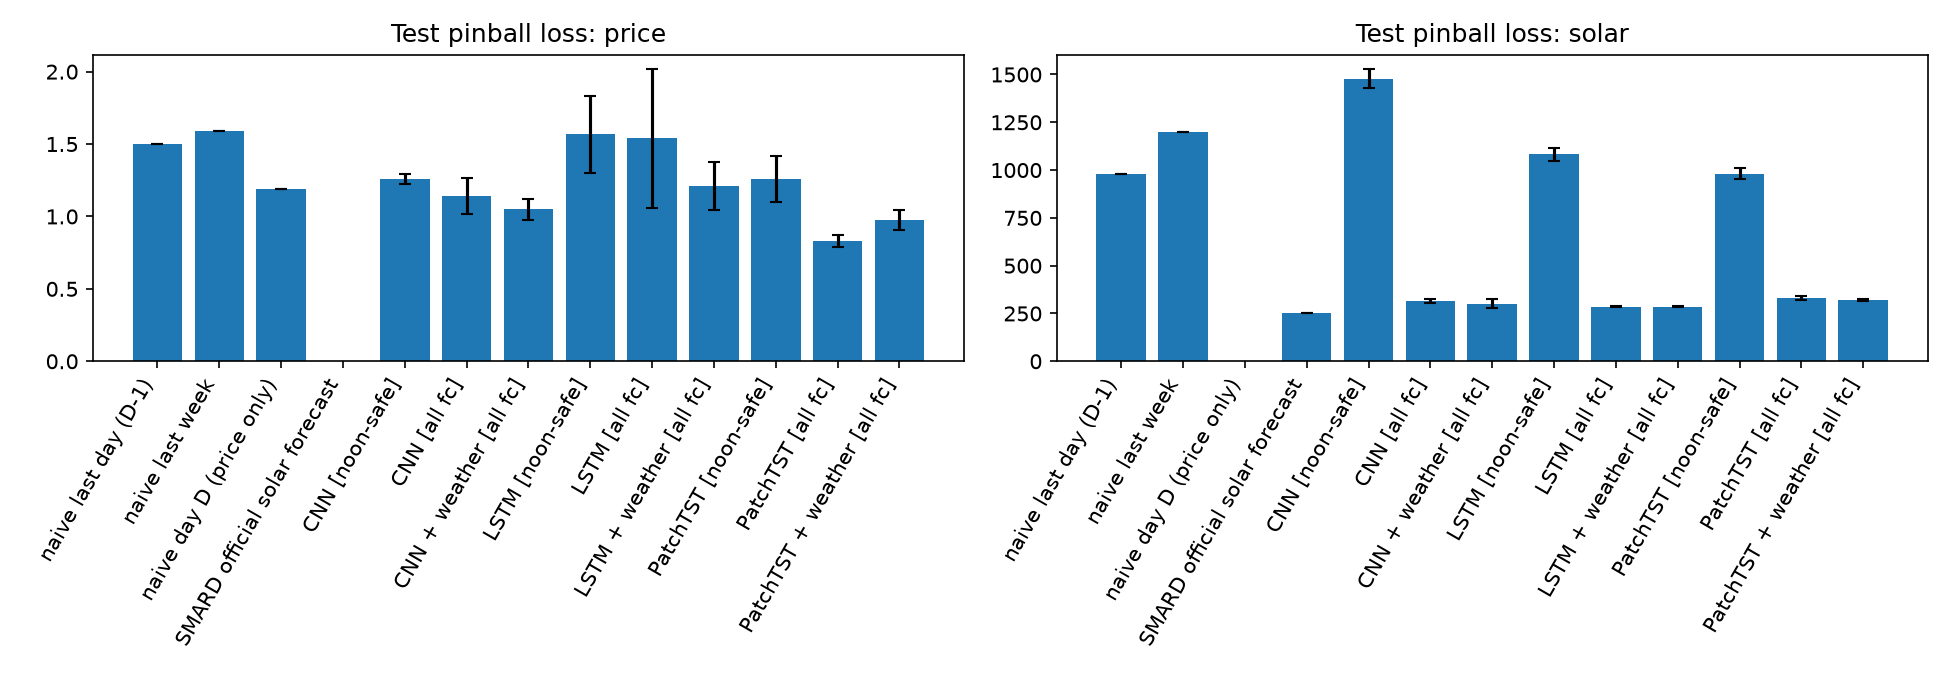 Test pinball loss: price
2.0
1.5
1.0
0.5
0.0
naive last day (D-1)
naive last week
naive day D (price only)
SMARD official solar forecast
CNN [noon-safe]
CNN [all fc]
CNN + weather [all fc]
LSTM [noon-safe]
LSTM [all fc]
LSTM + weather [all fc]
PatchTST [noon-safe]
PatchTST [all fc]
PatchTST + weather [all fc]
Test pinball loss: solar
1500
1250
1000
750
500
250
0
naive last day (D-1)
naive last week
naive day D (price only)
SMARD official solar forecast
CNN [noon-safe]
CNN [all fc]
CNN + weather [all fc]
LSTM [noon-safe]
LSTM [all fc]
LSTM + weather [all fc]
PatchTST [noon-safe]
PatchTST [all fc]
PatchTST + weather [all fc]